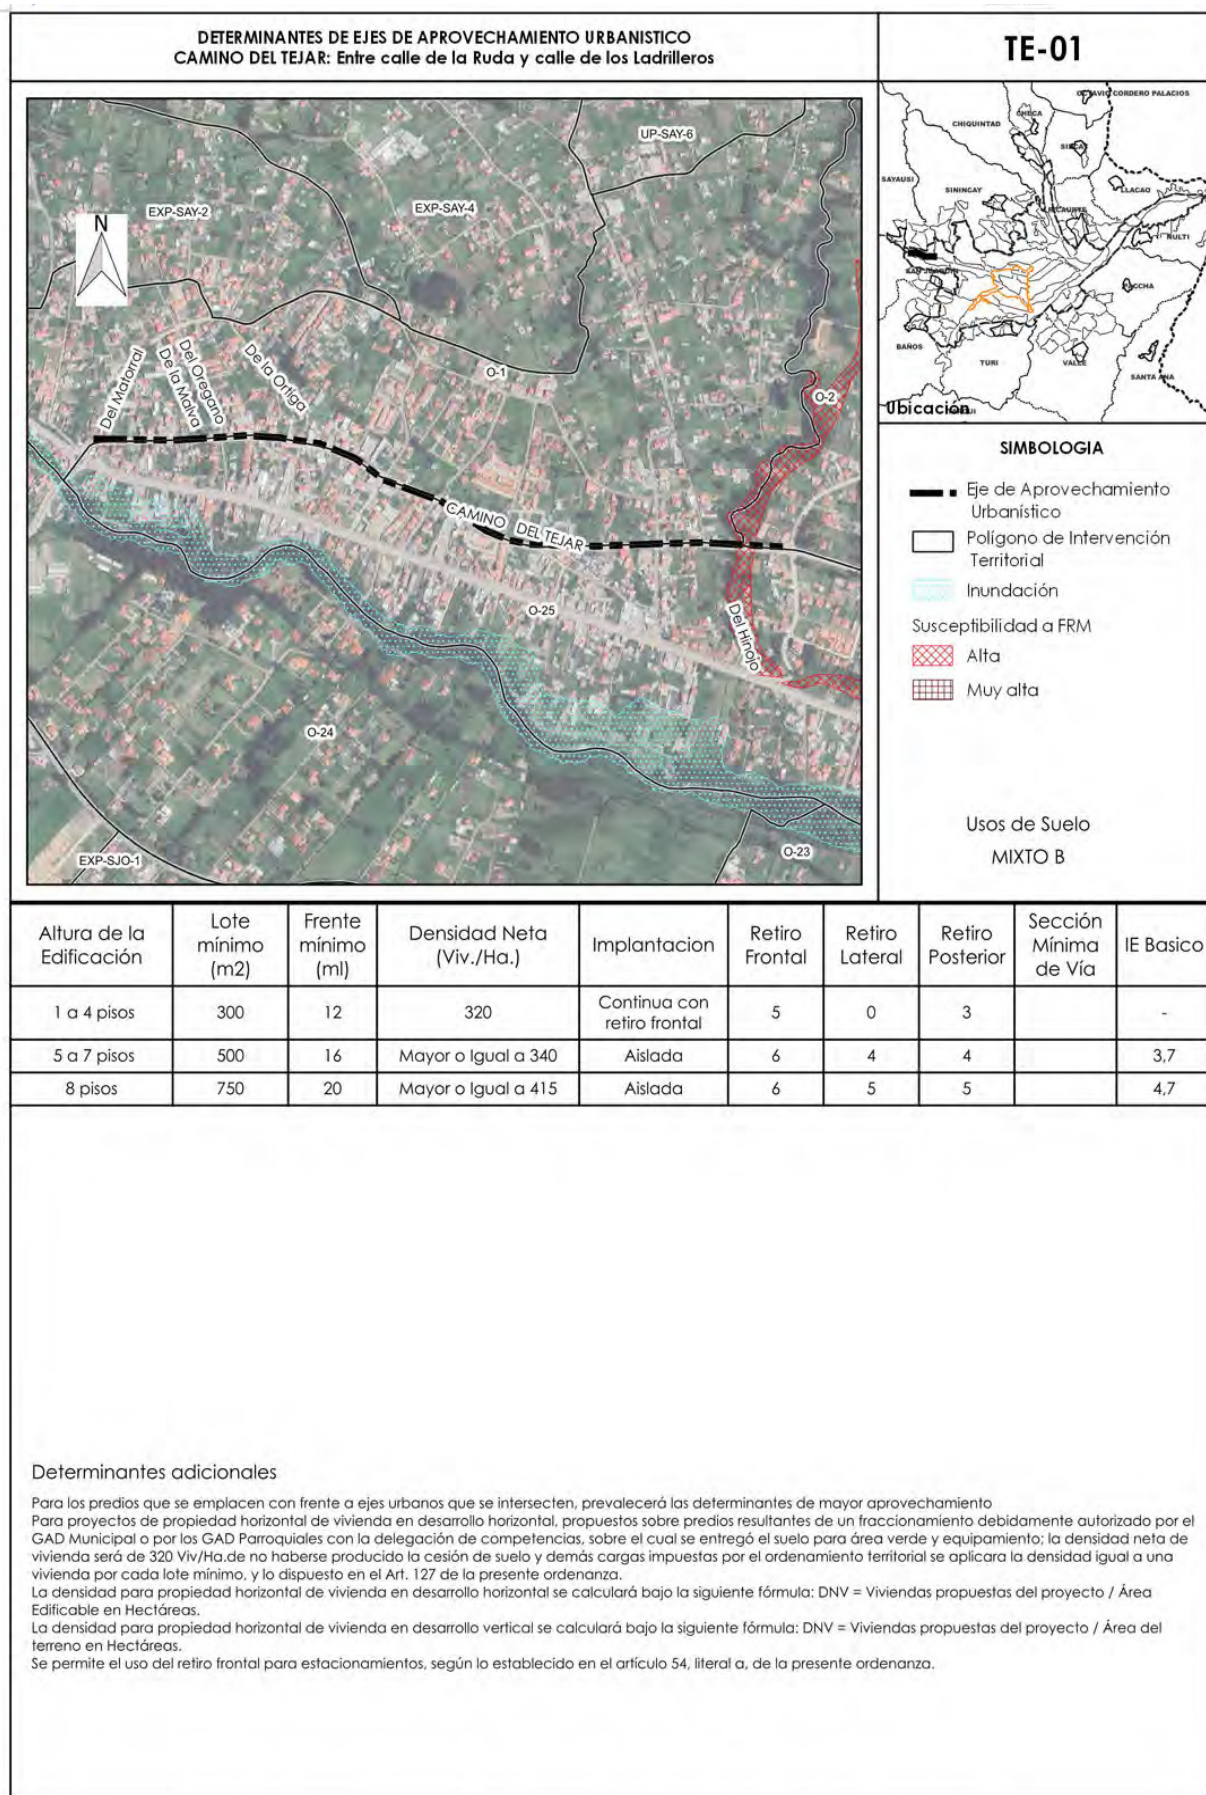 DETERMINANTES DE EJES DE APROVECHAMIENTO URBANISTICO
CAMINO DEL TEJAR: Entre calle de la Ruda y calle de los Ladrilleros
TE-01
UP-SAY-6
EXP-SAY-2
EXP-SAY-4
N
Del Matorral
De la Malva
Del Oregano
De la Ortiga
O-1
O-2
CAMINO DEL TEJAR
O-25
Del Hinojo
O-24
O-23
EXP-SJO-1
OCTAVIO CORDERO PALACIOS
CHECA
CHIQUINTAD
SIDCAY
SAYAUSI
SININCAY
LLACAO
RICAURTE
NULTI
SAN JOAQUIN
PACCHA
BAÑOS
TURI
VALLE
SANTA ANA
Ubicación
SIMBOLOGIA
Eje de Aprovechamiento
Urbanístico
Polígono de Intervención
Territorial
Inundación
Susceptibilidad a FRM
Alta
Muy alta
Usos de Suelo
MIXTO B
Altura de la Edificación Lote mínimo (m2) Frente mínimo (ml) Densidad Neta (Viv./Ha.) Implantacion Retiro Frontal Retiro Lateral Retiro Posterior Sección Mínima de Vía IE Basico
1 a 4 pisos 300 12 320 Continua con retiro frontal 5 0 3 -
5 a 7 pisos 500 16 Mayor o Igual a 340 Aislada 6 4 4 3,7
8 pisos 750 20 Mayor o Igual a 415 Aislada 6 5 5 4,7
Determinantes adicionales
Para los predios que se emplacen con frente a ejes urbanos que se intersecten, prevalecerá las determinantes de mayor aprovechamiento
Para proyectos de propiedad horizontal de vivienda en desarrollo horizontal, propuestos sobre predios resultantes de un fraccionamiento debidamente autorizado por el
GAD Municipal o por los GAD Parroquiales con la delegación de competencias, sobre el cual se entregó el suelo para área verde y equipamiento; la densidad neta de
vivienda será de 320 Viv/Ha.de no haberse producido la cesión de suelo y demás cargas impuestas por el ordenamiento territorial se aplicara la densidad igual a una
vivienda por cada lote mínimo, y lo dispuesto en el Art. 127 de la presente ordenanza.
La densidad para propiedad horizontal de vivienda en desarrollo horizontal se calculará bajo la siguiente fórmula: DNV = Viviendas propuestas del proyecto / Área
Edificable en Hectáreas.
La densidad para propiedad horizontal de vivienda en desarrollo vertical se calculará bajo la siguiente fórmula: DNV = Viviendas propuestas del proyecto / Área del
terreno en Hectáreas.
Se permite el uso del retiro frontal para estacionamientos, según lo establecido en el artículo 54, literal a, de la presente ordenanza.